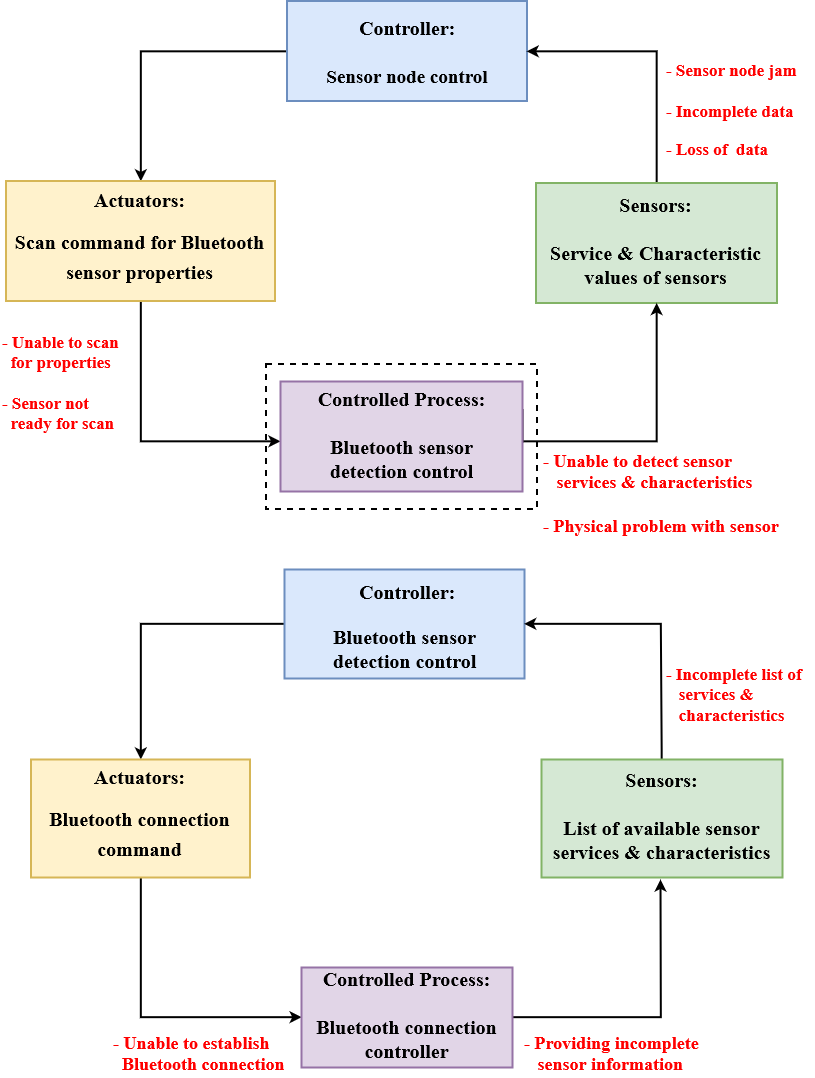 Controller:
Sensor node control
- Sensor node jam
- Incomplete data
- Loss of data
Actuators:
Scan command for Bluetooth
sensor properties
Sensors:
Service & Characteristic
values of sensors
- Unable to scan
for properties
- Sensor not
ready for scan
Controlled Process:
Bluetooth sensor
detection control
- Unable to detect sensor
services & characteristics
- Physical problem with sensor
Controller:
Bluetooth sensor
detection control
- Incomplete list of
services &
characteristics
Actuators:
Bluetooth connection
command
Sensors:
List of available sensor
services & characteristics
Controlled Process:
Bluetooth connection
controller
- Unable to establish
Bluetooth connection
- Providing incomplete
sensor information